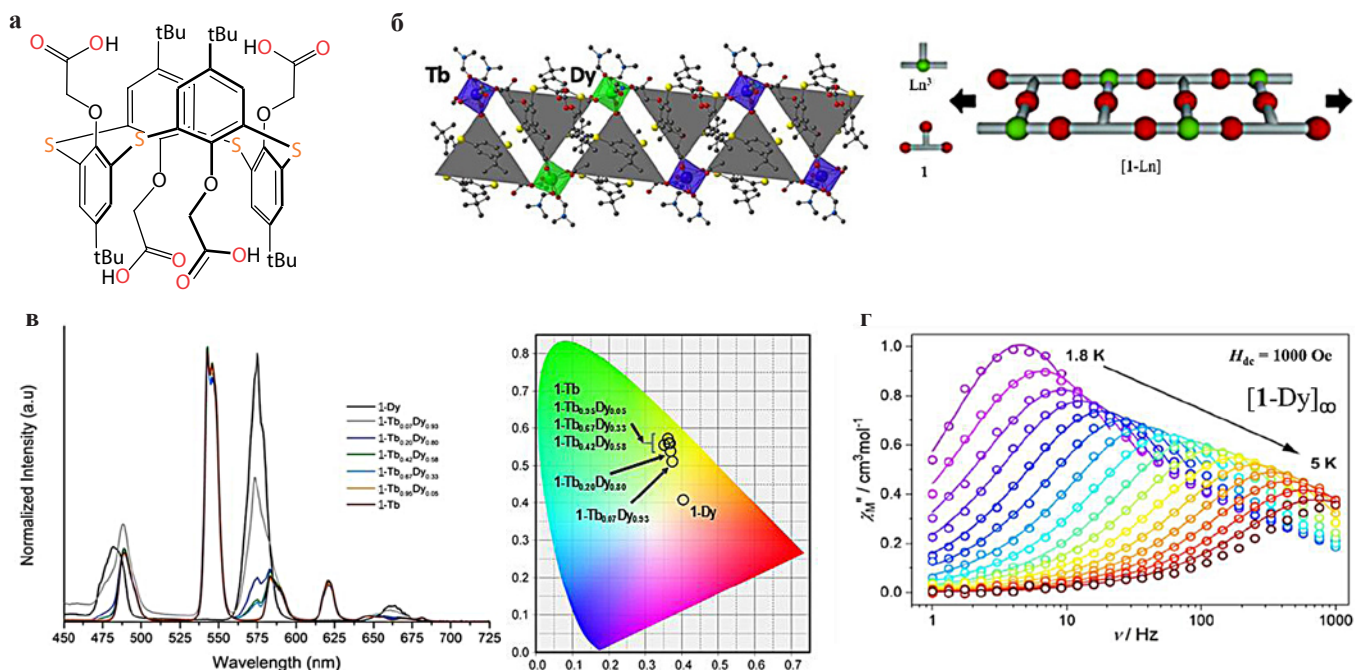 а
O
OH
tBu
tBu
OH
O
O
O
S
S
S
S
O
O
tBu
tBu
HO
O
O
OH
б
Tb
Dy
Ln³
1
[1-Ln]
в
Normalized Intensity (a.u)
1-Dy
1-Tb₀.₀₇Dy₀.₉₃
1-Tb₀.₂₀Dy₀.₈₀
1-Tb₀.₄₂Dy₀.₅₈
1-Tb₀.₆₇Dy₀.₃₃
1-Tb₀.₉₅Dy₀.₀₅
1-Tb
450 475 500 525 550 575 600 625 650 675 700 725
Wavelength (nm)
0.8
0.7
0.6
0.5
0.4
0.3
0.2
0.1
0.0
1-Tb
1-Tb₀.₉₅Dy₀.₀₅
1-Tb₀.₆₇Dy₀.₃₃
1-Tb₀.₄₂Dy₀.₅₈
1-Tb₀.₂₀Dy₀.₈₀
1-Tb₀.₀₇Dy₀.₉₃
1-Dy
0.0 0.1 0.2 0.3 0.4 0.5 0.6 0.7
г
χM" / cm³mol⁻¹
1.0
0.8
0.6
0.4
0.2
0.0
1.8 K
Hdc = 1000 Oe
[1-Dy]∞
5 K
1 10 100 1000
ν / Hz